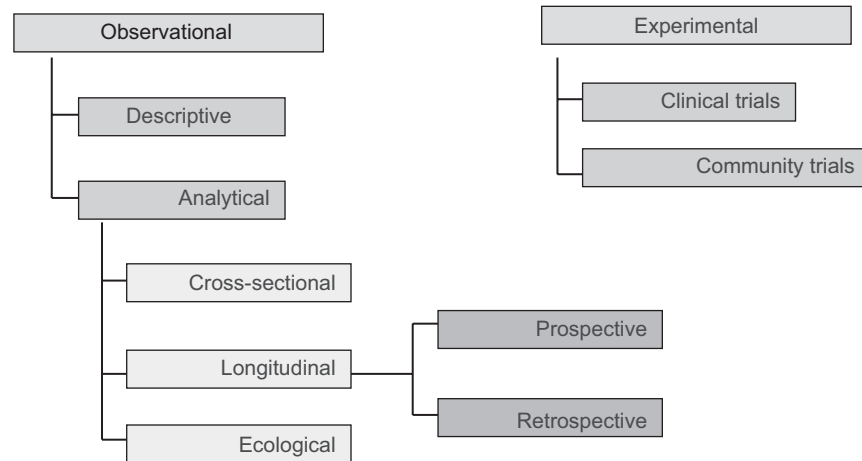 Observational
Experimental
Descriptive
Clinical trials
Community trials
Analytical
Cross-sectional
Longitudinal
Prospective
Retrospective
Ecological